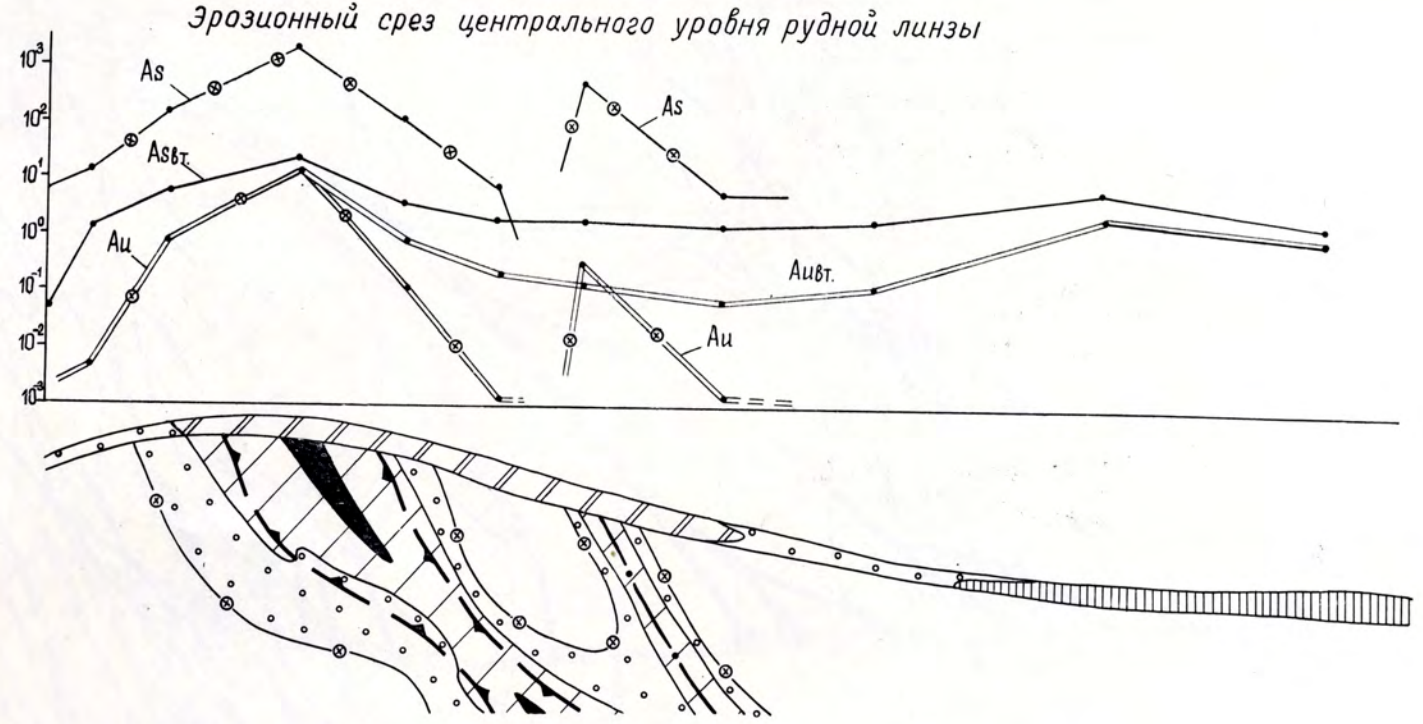 Эрозионный срез центрального уровня рудной линзы
10³
As
10²
As
10¹
Asвт.
10⁰
Au
10⁻¹
Auвт.
10⁻²
Au
10⁻³